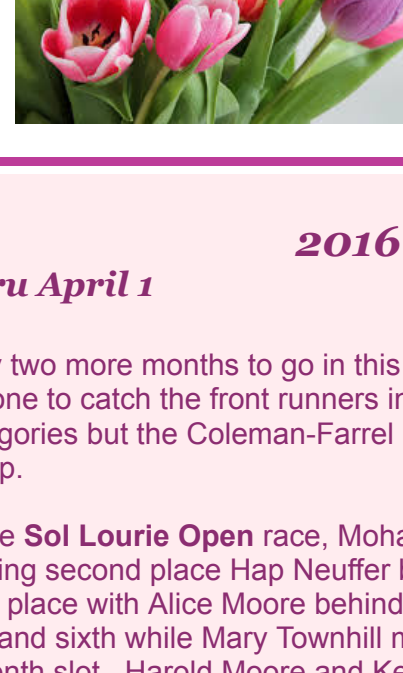 2016
ru April 1
two more months to go in this
one to catch the front runners in
gories but the Coleman-Farrel
p.
e Sol Lourie Open race, Moha
ing second place Hap Neuffer b
place with Alice Moore behind
and sixth while Mary Townhill m
enth slot. Harold Moore and Ke